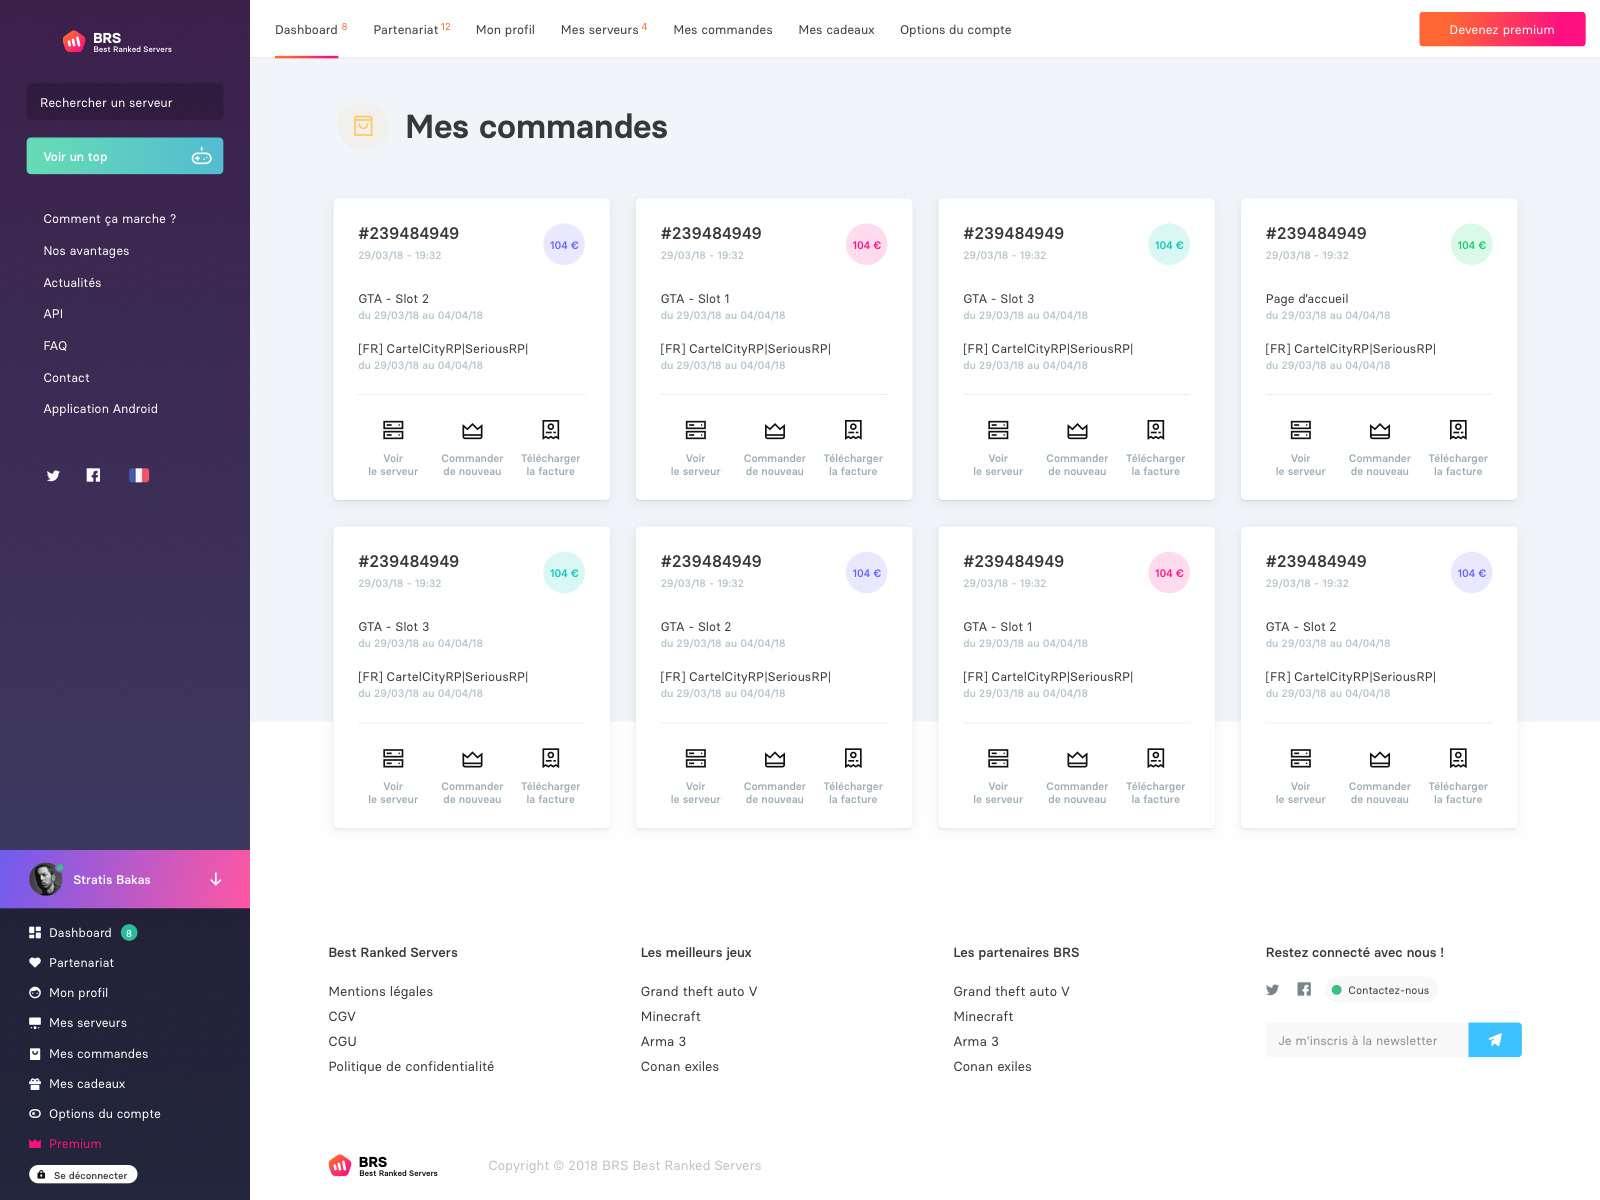 BRS
Best Ranked Servers
Rechercher un serveur
Voir un top
Comment ça marche ?
Nos avantages
Actualités
API
FAQ
Contact
Application Android
Stratis Bakas
Dashboard 8
Partenariat
Mon profil
Mes serveurs
Mes commandes
Mes cadeaux
Options du compte
Premium
Se déconnecter
Dashboard 8 Partenariat 12 Mon profil Mes serveurs 4 Mes commandes Mes cadeaux Options du compte Devenez premium
Mes commandes
#239484949
29/03/18 - 19:32
104 €
GTA - Slot 2
du 29/03/18 au 04/04/18
[FR] CartelCityRP|SeriousRP|
du 29/03/18 au 04/04/18
Voir
le serveur
Commander
de nouveau
Télécharger
la facture
#239484949
29/03/18 - 19:32
104 €
GTA - Slot 1
du 29/03/18 au 04/04/18
[FR] CartelCityRP|SeriousRP|
du 29/03/18 au 04/04/18
Voir
le serveur
Commander
de nouveau
Télécharger
la facture
#239484949
29/03/18 - 19:32
104 €
GTA - Slot 3
du 29/03/18 au 04/04/18
[FR] CartelCityRP|SeriousRP|
du 29/03/18 au 04/04/18
Voir
le serveur
Commander
de nouveau
Télécharger
la facture
#239484949
29/03/18 - 19:32
104 €
Page d'accueil
du 29/03/18 au 04/04/18
[FR] CartelCityRP|SeriousRP|
du 29/03/18 au 04/04/18
Voir
le serveur
Commander
de nouveau
Télécharger
la facture
#239484949
29/03/18 - 19:32
104 €
GTA - Slot 3
du 29/03/18 au 04/04/18
[FR] CartelCityRP|SeriousRP|
du 29/03/18 au 04/04/18
Voir
le serveur
Commander
de nouveau
Télécharger
la facture
#239484949
29/03/18 - 19:32
104 €
GTA - Slot 2
du 29/03/18 au 04/04/18
[FR] CartelCityRP|SeriousRP|
du 29/03/18 au 04/04/18
Voir
le serveur
Commander
de nouveau
Télécharger
la facture
#239484949
29/03/18 - 19:32
104 €
GTA - Slot 1
du 29/03/18 au 04/04/18
[FR] CartelCityRP|SeriousRP|
du 29/03/18 au 04/04/18
Voir
le serveur
Commander
de nouveau
Télécharger
la facture
#239484949
29/03/18 - 19:32
104 €
GTA - Slot 2
du 29/03/18 au 04/04/18
[FR] CartelCityRP|SeriousRP|
du 29/03/18 au 04/04/18
Voir
le serveur
Commander
de nouveau
Télécharger
la facture
Best Ranked Servers
Mentions légales
CGV
CGU
Politique de confidentialité
Les meilleurs jeux
Grand theft auto V
Minecraft
Arma 3
Conan exiles
Les partenaires BRS
Grand theft auto V
Minecraft
Arma 3
Conan exiles
Restez connecté avec nous !
Contactez-nous
Je m'inscris à la newsletter
BRS
Best Ranked Servers
Copyright © 2018 BRS Best Ranked Servers